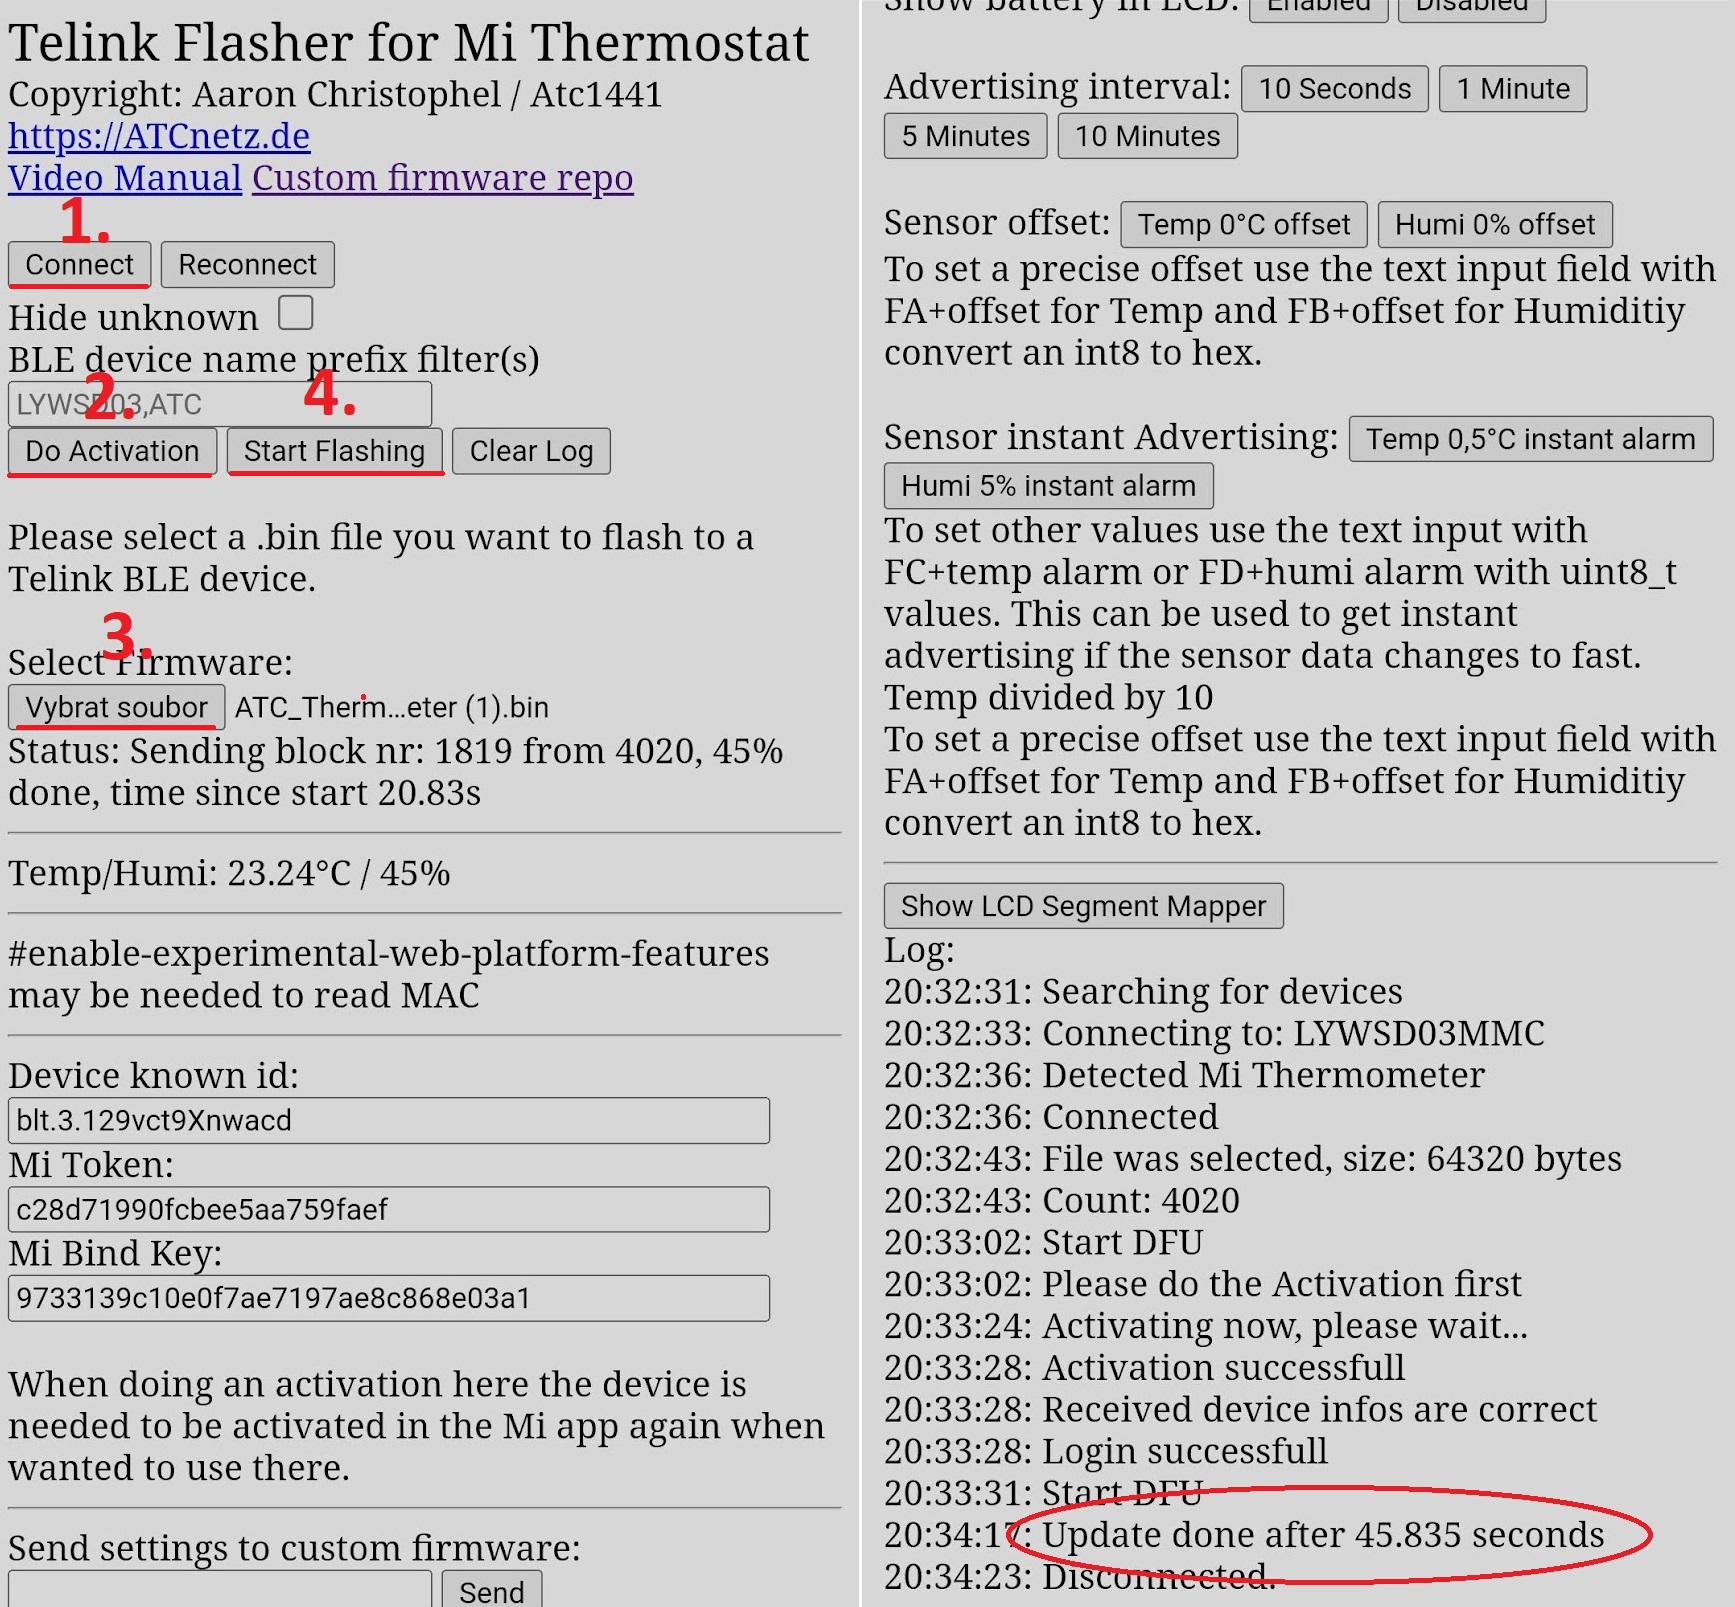 Telink Flasher for Mi Thermostat
Copyright: Aaron Christophel / Atc1441
https://ATCnetz.de
Video Manual Custom firmware repo
1.
Connect Reconnect
Hide unknown
BLE device name prefix filter(s)
2. 4.
LYWSD03,ATC
Do Activation Start Flashing Clear Log
Please select a .bin file you want to flash to a
Telink BLE device.
3.
Select Firmware:
Vybrat soubor ATC_Therm...eter (1).bin
Status: Sending block nr: 1819 from 4020, 45%
done, time since start 20.83s
Temp/Humi: 23.24°C / 45%
#enable-experimental-web-platform-features
may be needed to read MAC
Device known id:
blt.3.129vct9Xnwacd
Mi Token:
c28d71990fcbee5aa759faef
Mi Bind Key:
9733139c10e0f7ae7197ae8c868e03a1
When doing an activation here the device is
needed to be activated in the Mi app again when
wanted to use there.
Send settings to custom firmware:
Send
Show battery in LCD: Enabled Disabled
Advertising interval: 10 Seconds 1 Minute
5 Minutes 10 Minutes
Sensor offset: Temp 0°C offset Humi 0% offset
To set a precise offset use the text input field with
FA+offset for Temp and FB+offset for Humiditiy
convert an int8 to hex.
Sensor instant Advertising: Temp 0,5°C instant alarm
Humi 5% instant alarm
To set other values use the text input with
FC+temp alarm or FD+humi alarm with uint8_t
values. This can be used to get instant
advertising if the sensor data changes to fast.
Temp divided by 10
To set a precise offset use the text input field with
FA+offset for Temp and FB+offset for Humiditiy
convert an int8 to hex.
Show LCD Segment Mapper
Log:
20:32:31: Searching for devices
20:32:33: Connecting to: LYWSD03MMC
20:32:36: Detected Mi Thermometer
20:32:36: Connected
20:32:43: File was selected, size: 64320 bytes
20:32:43: Count: 4020
20:33:02: Start DFU
20:33:02: Please do the Activation first
20:33:24: Activating now, please wait...
20:33:28: Activation successfull
20:33:28: Received device infos are correct
20:33:28: Login successfull
20:33:31: Start DFU
20:34:17: Update done after 45.835 seconds
20:34:23: Disconnected.